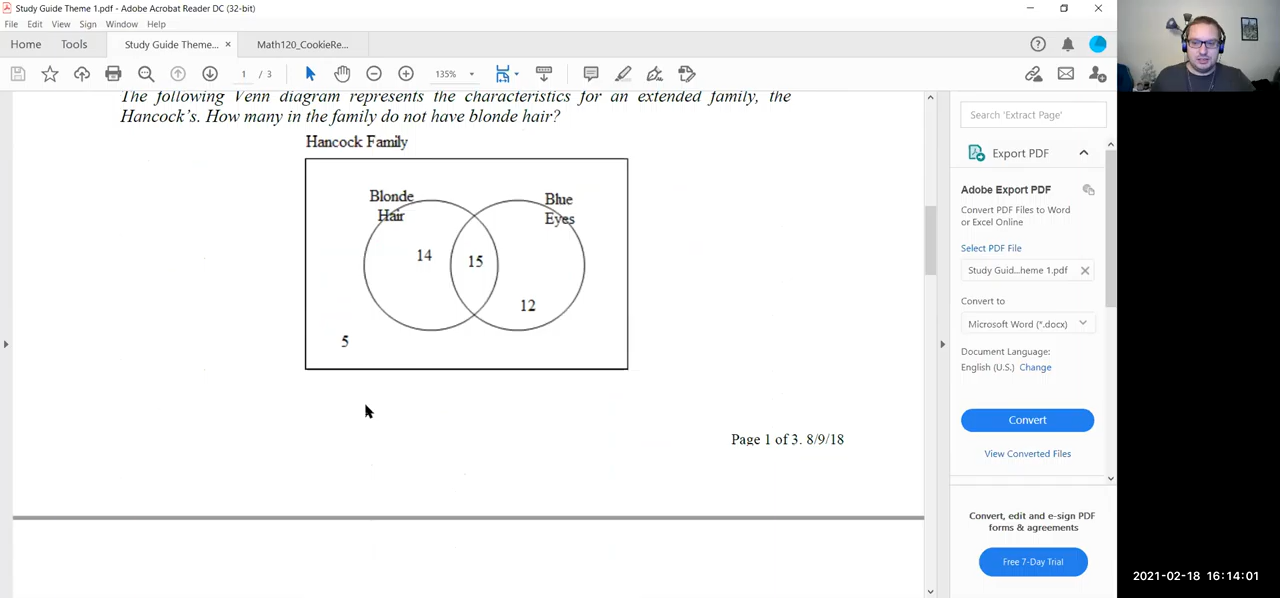 Study Guide Theme 1.pdf - Adobe Acrobat Reader DC (32-bit)
File Edit View Sign Window Help
Home Tools Study Guide Theme... × Math120_CookieRe...
1 / 3 135%
The following Venn diagram represents the characteristics for an extended family, the
Hancock's. How many in the family do not have blonde hair?
Hancock Family
Blonde
Hair
Blue
Eyes
14
15
12
5
Page 1 of 3. 8/9/18
Search 'Extract Page'
Export PDF
Adobe Export PDF
Convert PDF Files to Word
or Excel Online
Select PDF File
Study Guid...heme 1.pdf
Convert to
Microsoft Word (*.docx)
Document Language:
English (U.S.) Change
Convert
View Converted Files
Convert, edit and e-sign PDF
forms & agreements
Free 7-Day Trial
2021-02-18 16:14:01